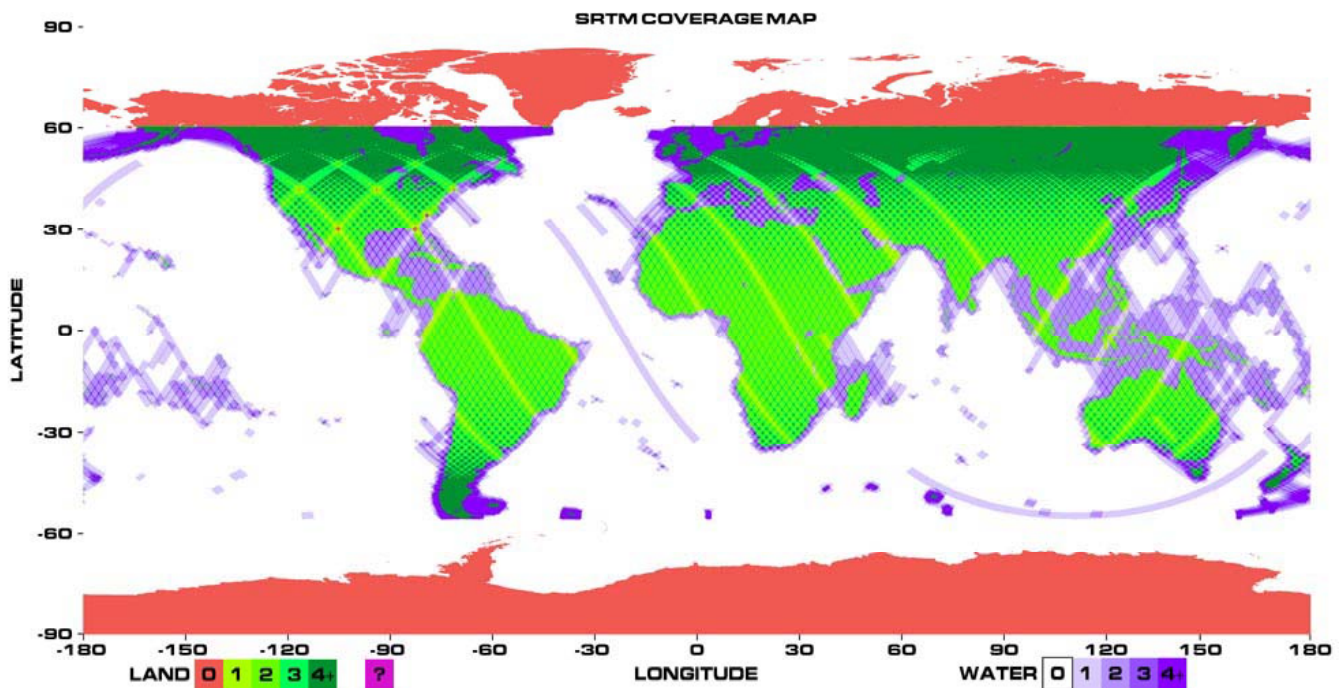 SRTM COVERAGE MAP
90
60
30
0
-30
-60
-90
LATITUDE
-180 -150 -120 -90 -60 -30 0 30 60 90 120 150 180
LAND 0 1 2 3 4+ ? LONGITUDE WATER 0 1 2 3 4+